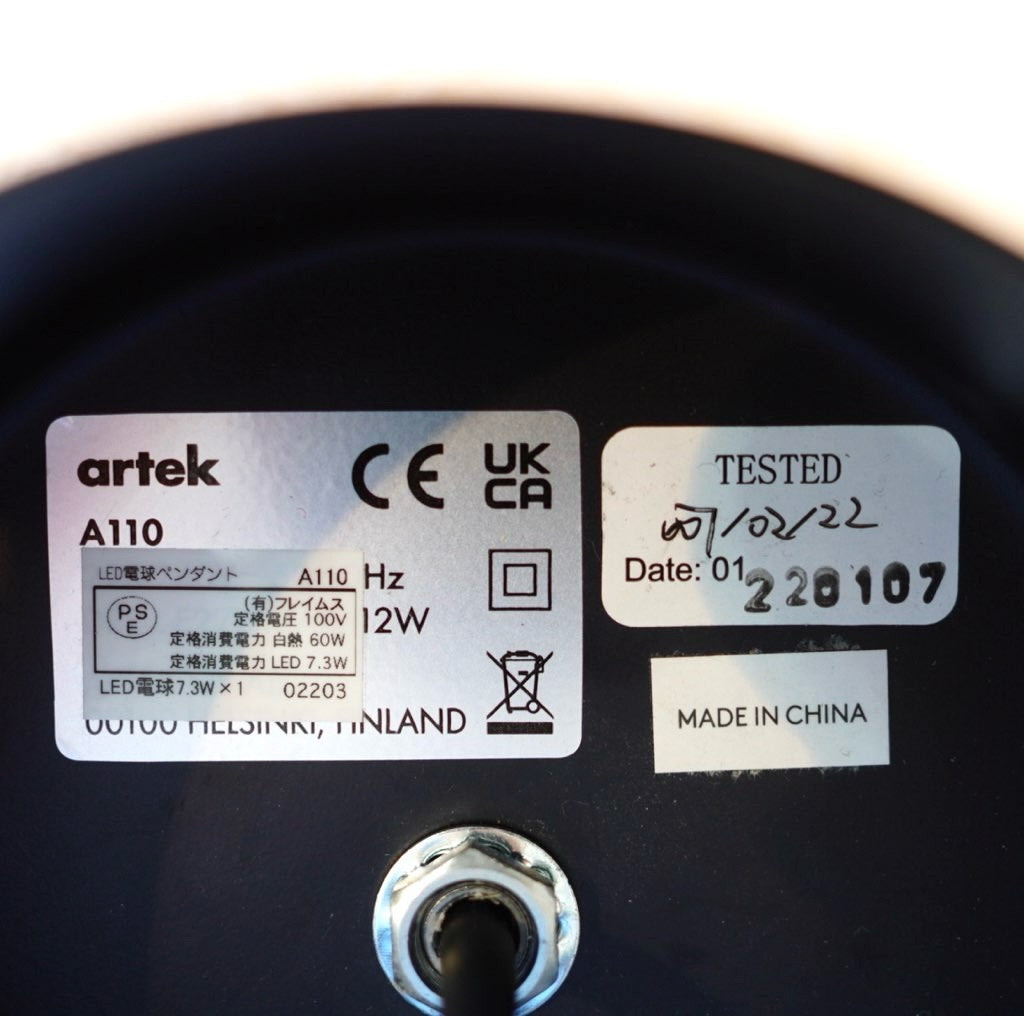 artek
CE
UK
CA
A110
LED電球ペンダント A110
Hz
PS
E
(有)フレイムス
定格電圧 100V
定格消費電力 白熱 60W
定格消費電力 LED 7.3W
12W
LED電球7.3W×1 02203
00100 HELSINKI, FINLAND
TESTED
/02/22
Date: 01
220107
MADE IN CHINA